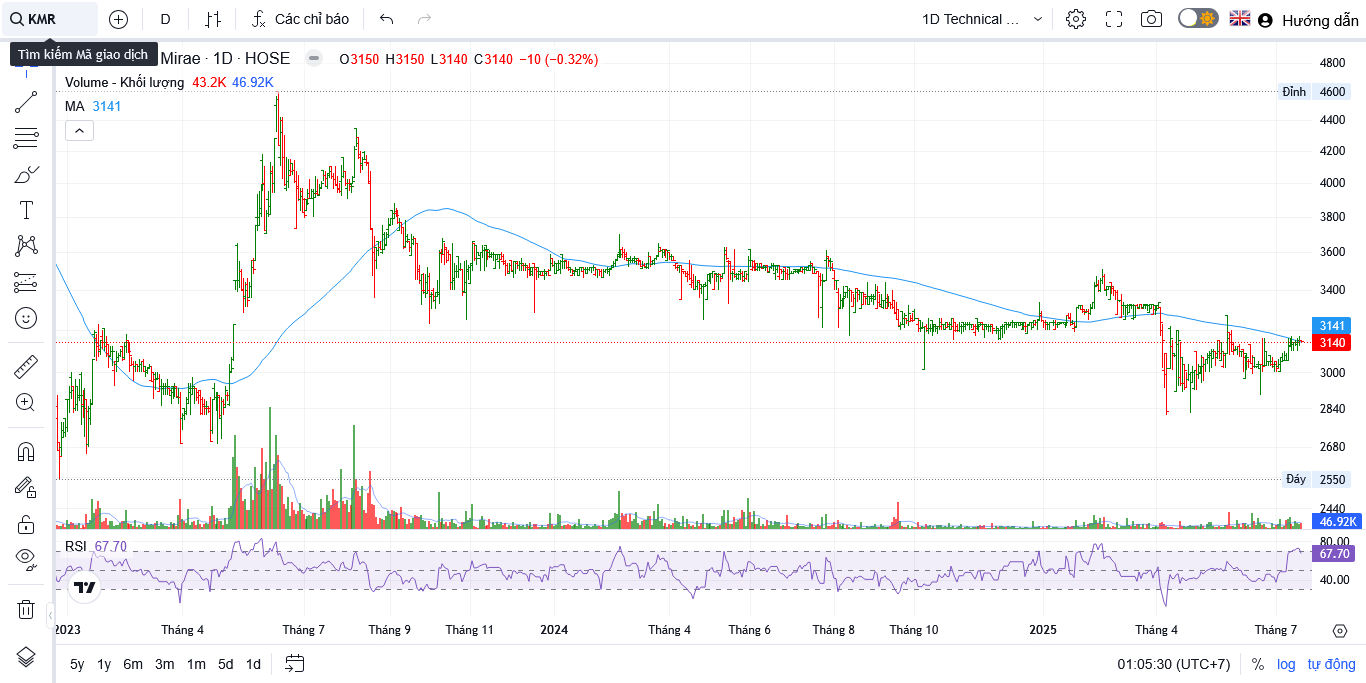 KMR D Các chỉ báo 1D Technical ... Hướng dẫn
Tìm kiếm Mã giao dịch
Mirae · 1D · HOSE O3150 H3150 L3140 C3140 −10 (−0.32%)
Volume - Khối lượng 43.2K 46.92K
MA 3141
4800
Đỉnh 4600
4400
4200
4000
3800
3600
3400
3141
3140
3000
2840
2680
Đáy 2550
2440
46.92K
RSI 67.70
80.00
67.70
40.00
2023 Tháng 4 Tháng 7 Tháng 9 Tháng 11 2024 Tháng 4 Tháng 6 Tháng 8 Tháng 10 2025 Tháng 4 Tháng 7
5y 1y 6m 3m 1m 5d 1d 01:05:30 (UTC+7) % log tự động